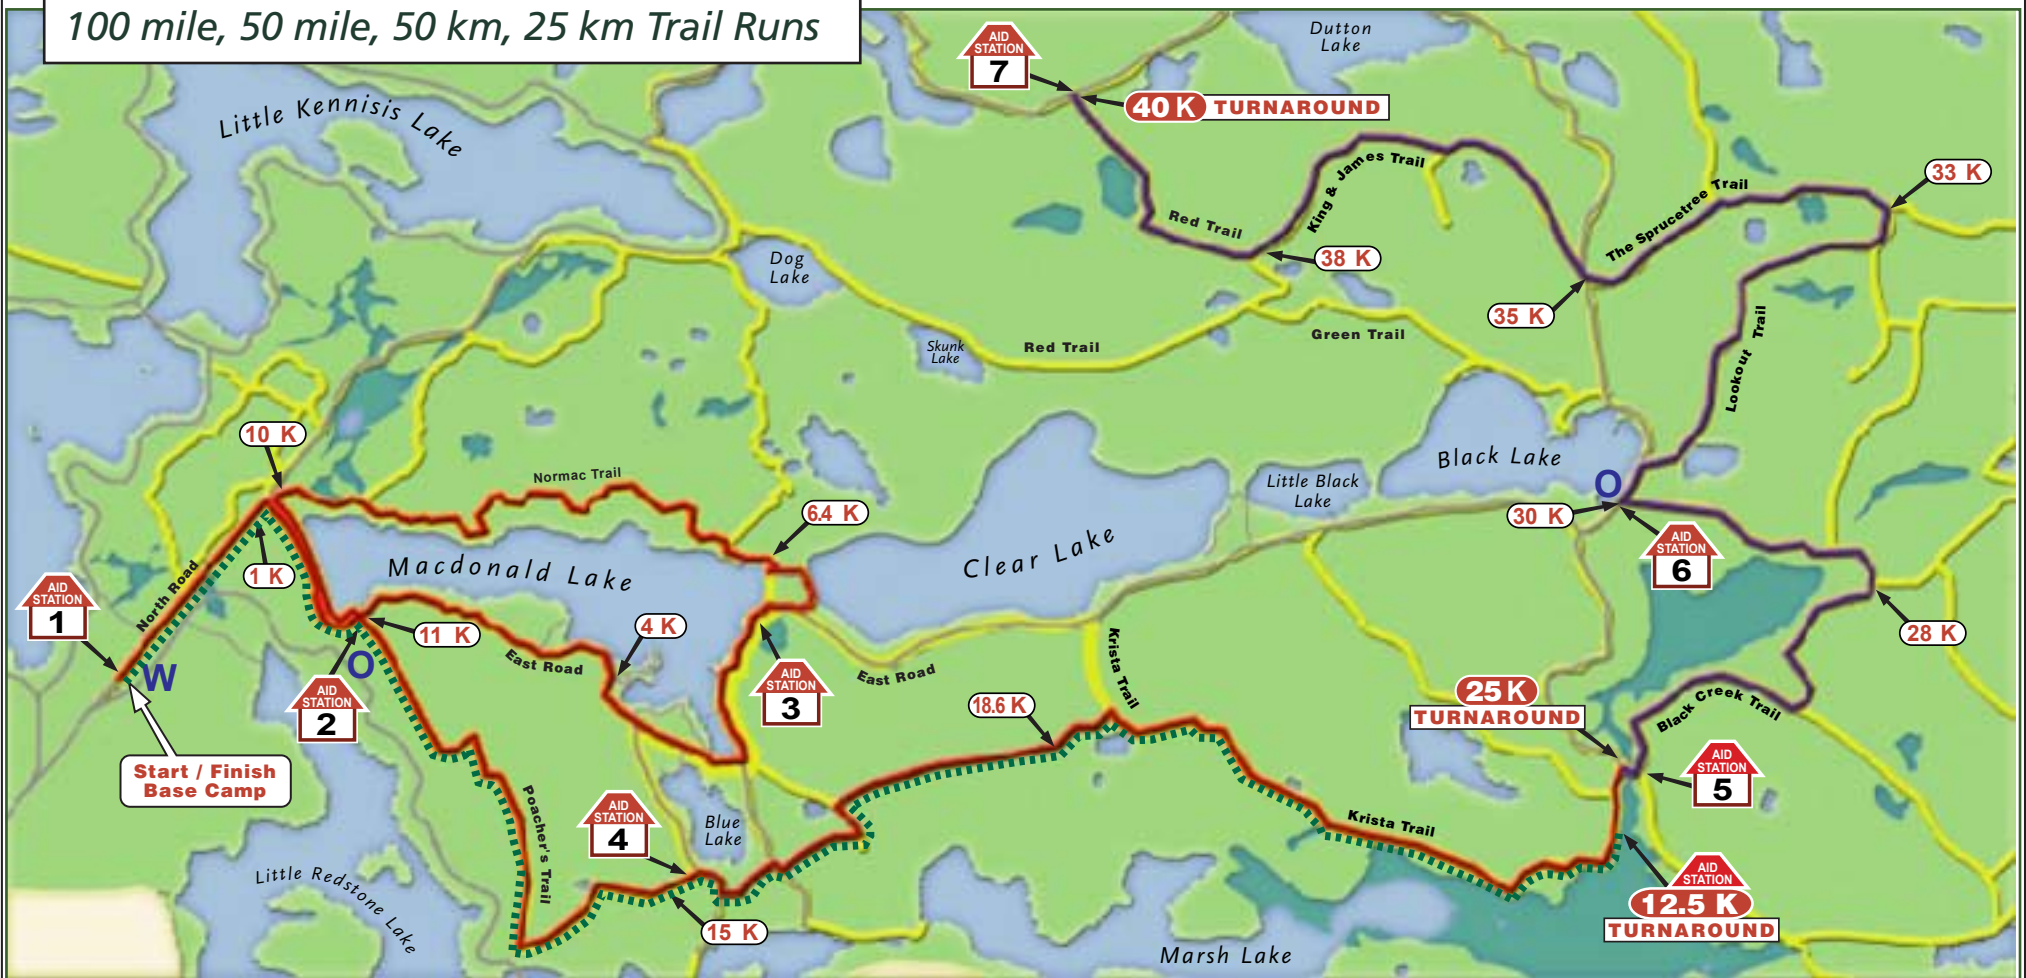 100 mile, 50 mile, 50 km, 25 km Trail Runs
AID
STATION
7
Dutton
Lake
40 K TURNAROUND
Little Kennisis Lake
King & James Trail
33 K
The Sprucetree Trail
Red Trail
38 K
Dog
Lake
35 K
Skunk
Lake
Red Trail
Green Trail
Lookout Trail
10 K
Normac Trail
Black Lake
Little Black
Lake
O
30 K
6.4 K
AID
STATION
6
Clear Lake
Macdonald Lake
1 K
North Road
AID
STATION
1
W
11 K
4 K
28 K
O
East Road
East Road
Krista Trail
AID
STATION
2
AID
STATION
3
18.6 K
25 K
TURNAROUND
Black Creek Trail
Start / Finish
Base Camp
AID
STATION
5
Poacher's Trail
AID
STATION
4
Blue
Lake
Krista Trail
Little Redstone Lake
15 K
AID
STATION
12.5 K
TURNAROUND
Marsh Lake